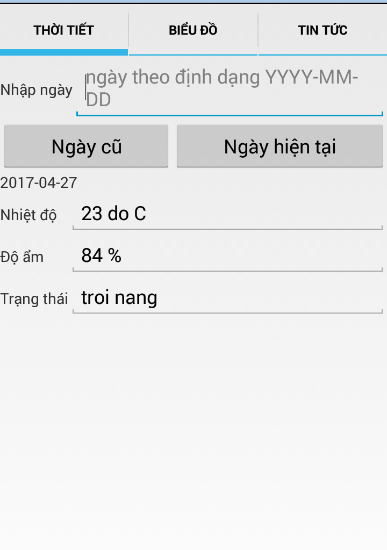 THỜI TIẾT
BIỂU ĐỒ
TIN TỨC
Nhập ngày
ngày theo định dạng YYYY-MM-
DD
Ngày cũ
Ngày hiện tại
2017-04-27
Nhiệt độ
23 do C
Độ ẩm
84 %
Trạng thái
troi nang